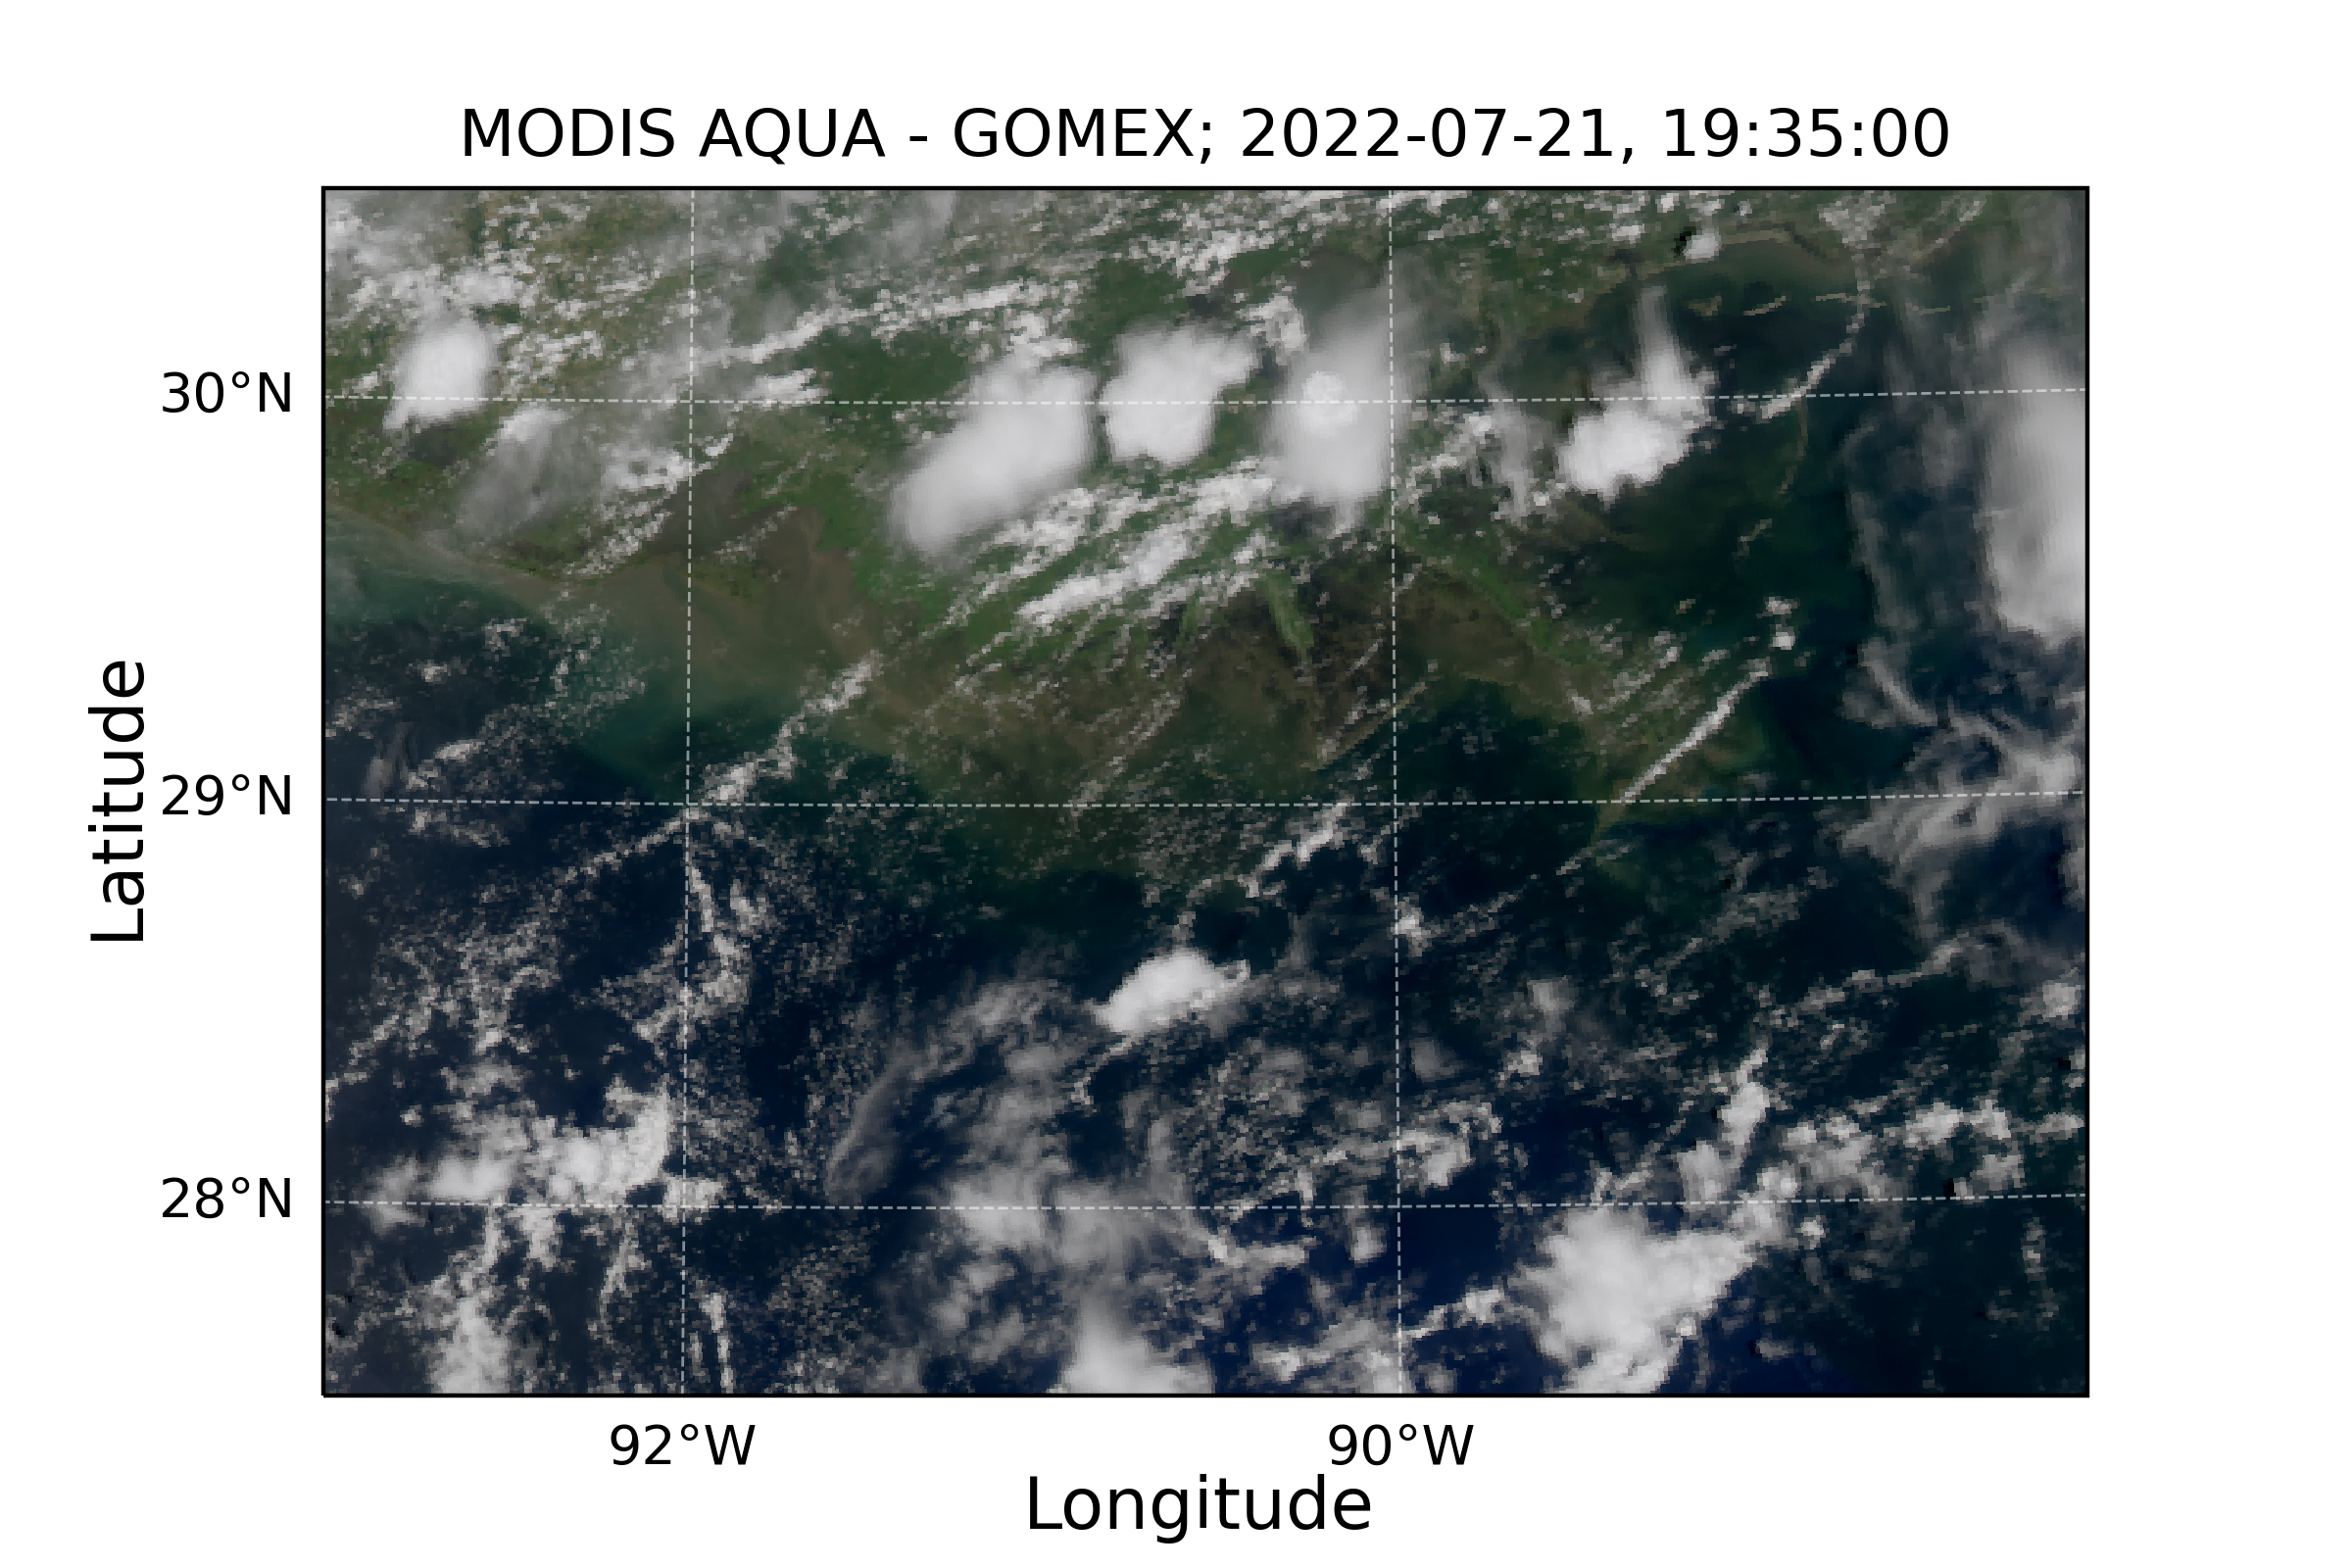 MODIS AQUA - GOMEX; 2022-07-21, 19:35:00
30°N
29°N
28°N
Latitude
92°W
90°W
Longitude